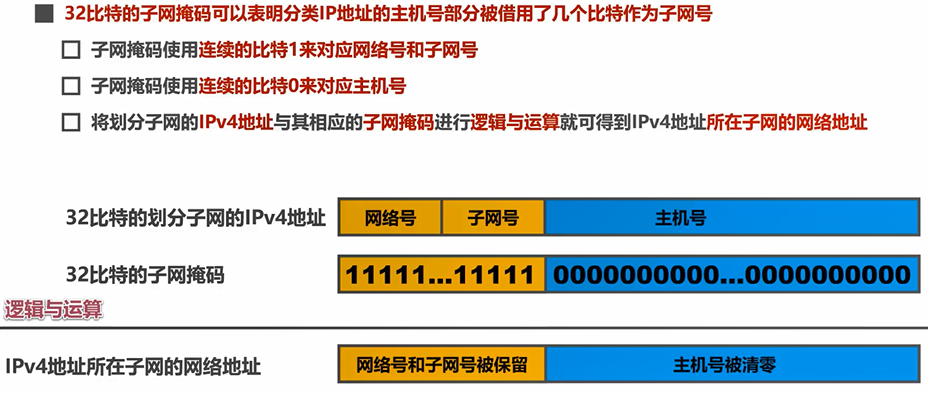 32比特的子网掩码可以表明分类IP地址的主机号部分被借用了几个比特作为子网号
子网掩码使用连续的比特1来对应网络号和子网号
子网掩码使用连续的比特0来对应主机号
将划分子网的IPv4地址与其相应的子网掩码进行逻辑与运算就可得到IPv4地址所在子网的网络地址
32比特的划分子网的IPv4地址 网络号 子网号 主机号
32比特的子网掩码 11111...11111 0000000000...0000000000
逻辑与运算
IPv4地址所在子网的网络地址 网络号和子网号被保留 主机号被清零